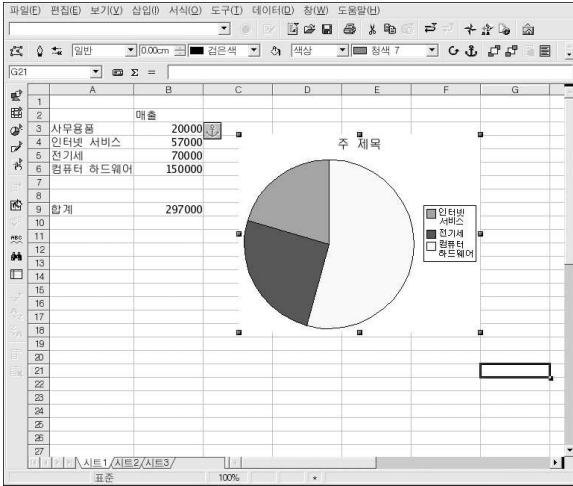 파일(F) 편집(E) 보기(V) 삽입(I) 서식(O) 도구(T) 데이터(D) 창(W) 도움말(H)
일반 0.00cm 검은색 색상 청색 7
G21 Σ =
A B C D E F G
1
2 매출
3 사무용품 20000
4 인터넷 서비스 57000
5 전기세 70000
6 컴퓨터 하드웨어 150000
7
8
9 합계 297000
10
11
12
13
14
15
16
17
18
19
20
21
22
23
24
25
26
27
주 제목
인터넷
서비스
전기세
컴퓨터
하드웨어
ABC
시트1 시트2 시트3
표준 100% *